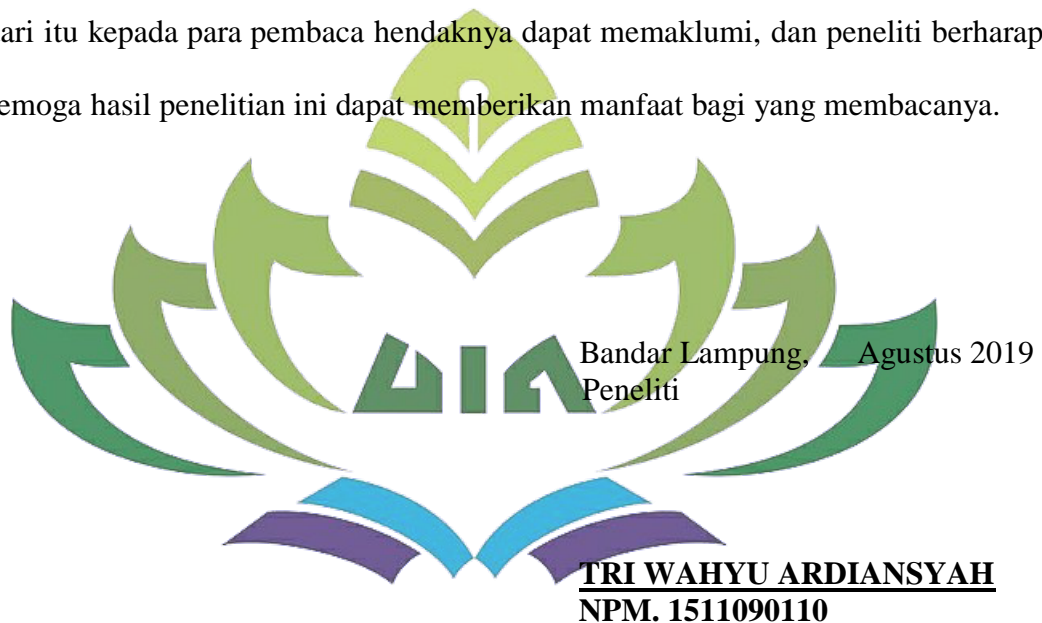 ari itu kepada para pembaca hendaknya dapat memaklumi, dan peneliti berharap
emoga hasil penelitian ini dapat memberikan manfaat bagi yang membacanya.
UIN
Bandar Lampung, Agustus 2019
Peneliti
TRI WAHYU ARDIANSYAH
NPM. 1511090110